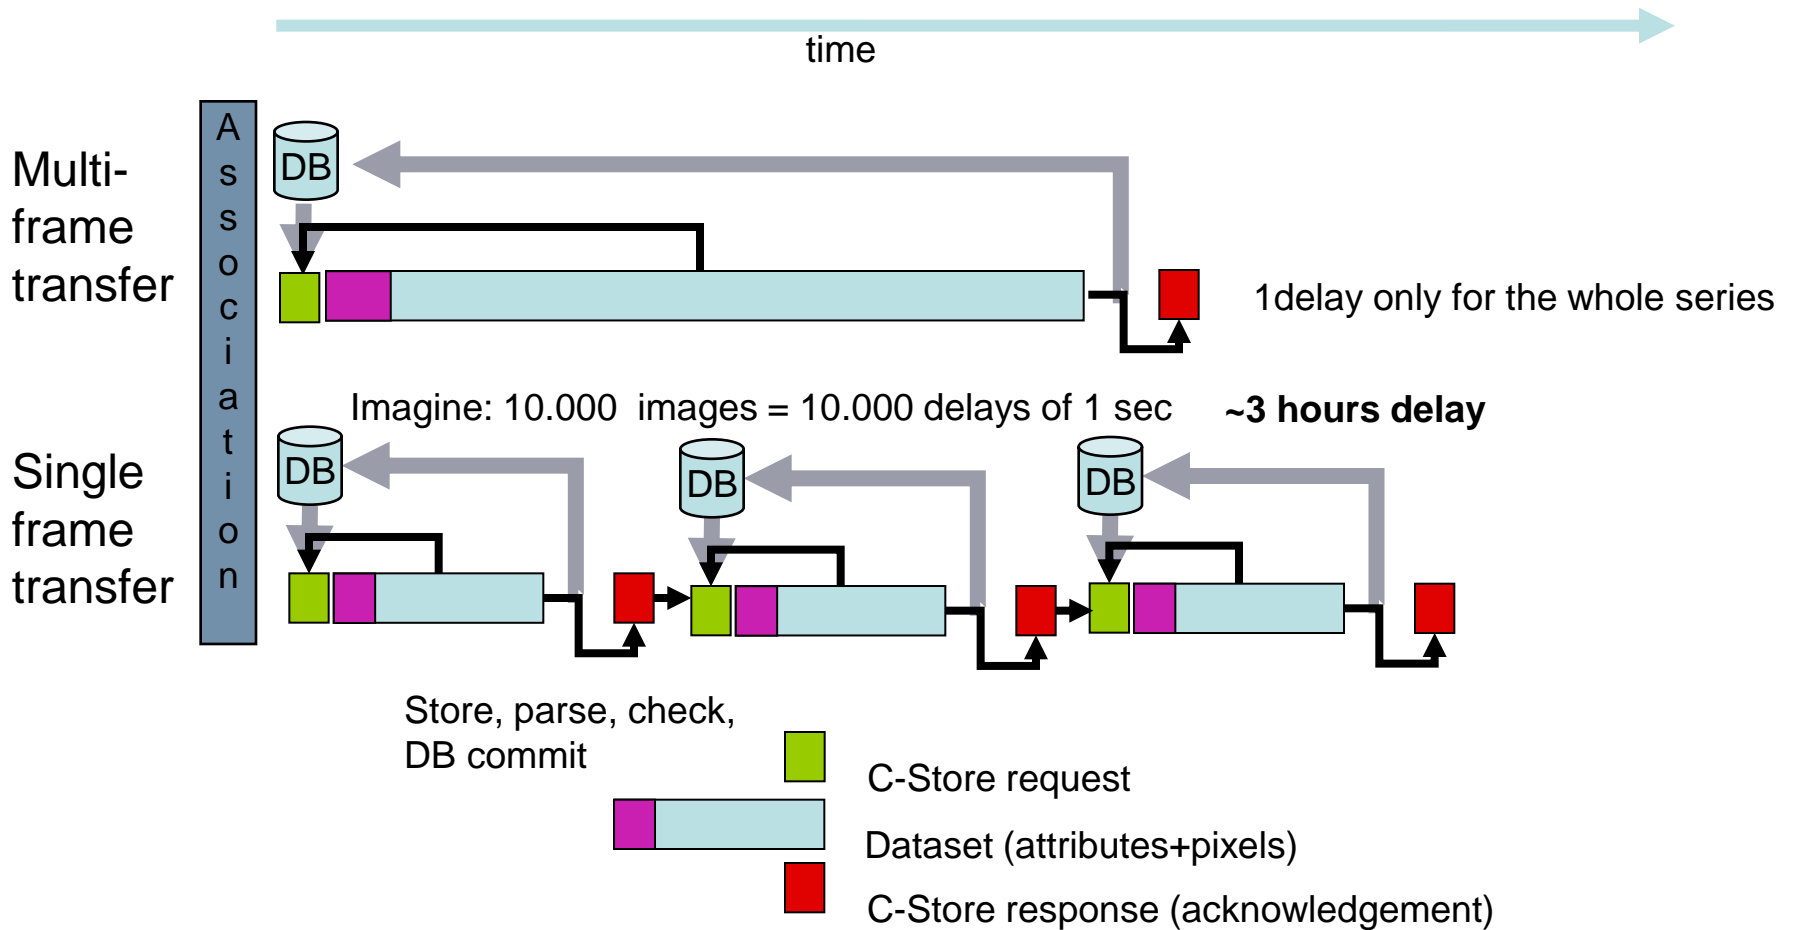 time
Association
DB
Multi-
frame
transfer
1delay only for the whole series
Imagine: 10.000 images = 10.000 delays of 1 sec ~3 hours delay
DB
DB
DB
Single
frame
transfer
Store, parse, check,
DB commit
C-Store request
Dataset (attributes+pixels)
C-Store response (acknowledgement)